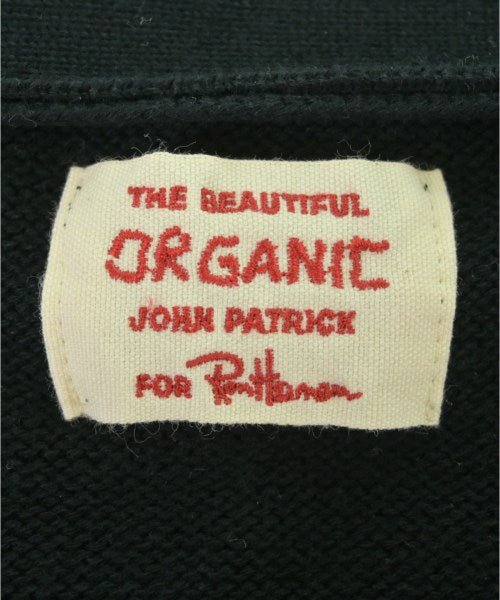 THE BEAUTIFUL
ORGANIC
JOHN PATRICK
FOR Ron Herman